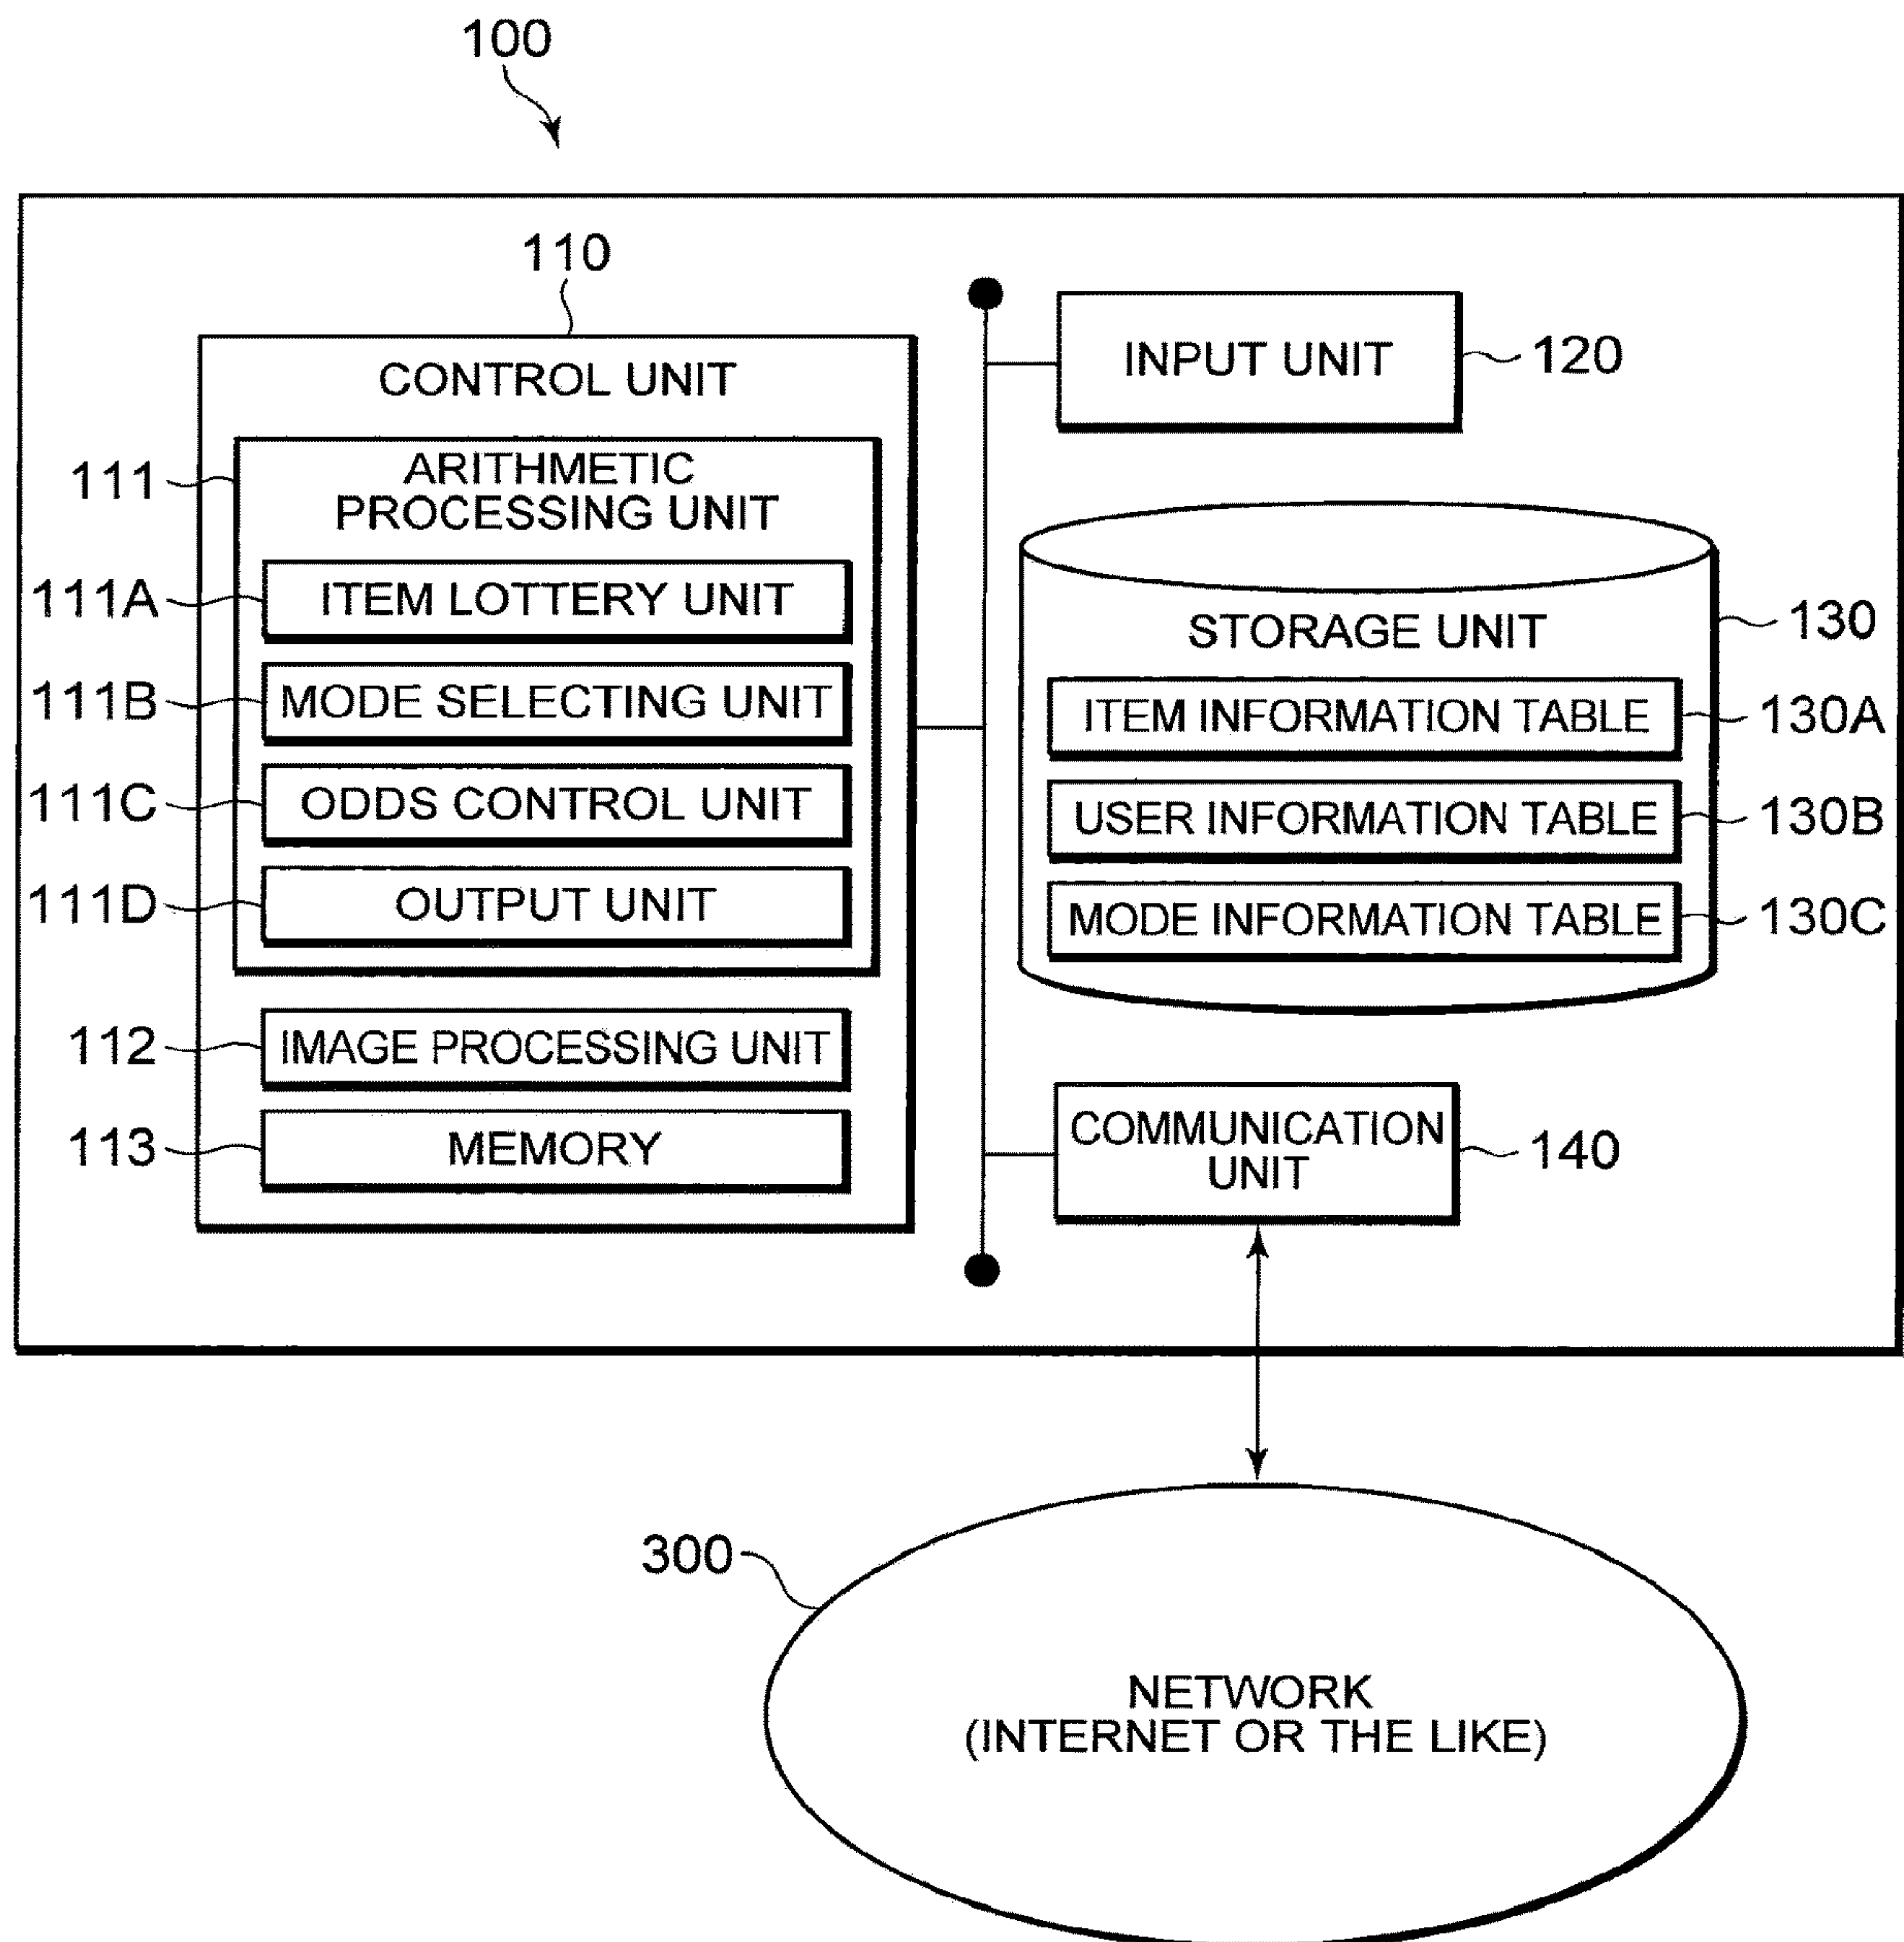 100
110
CONTROL UNIT
111
ARITHMETIC
PROCESSING UNIT
111A
ITEM LOTTERY UNIT
111B
MODE SELECTING UNIT
111C
ODDS CONTROL UNIT
111D
OUTPUT UNIT
112
IMAGE PROCESSING UNIT
113
MEMORY
INPUT UNIT
120
STORAGE UNIT
130
ITEM INFORMATION TABLE
130A
USER INFORMATION TABLE
130B
MODE INFORMATION TABLE
130C
COMMUNICATION
UNIT
140
300
NETWORK
(INTERNET OR THE LIKE)